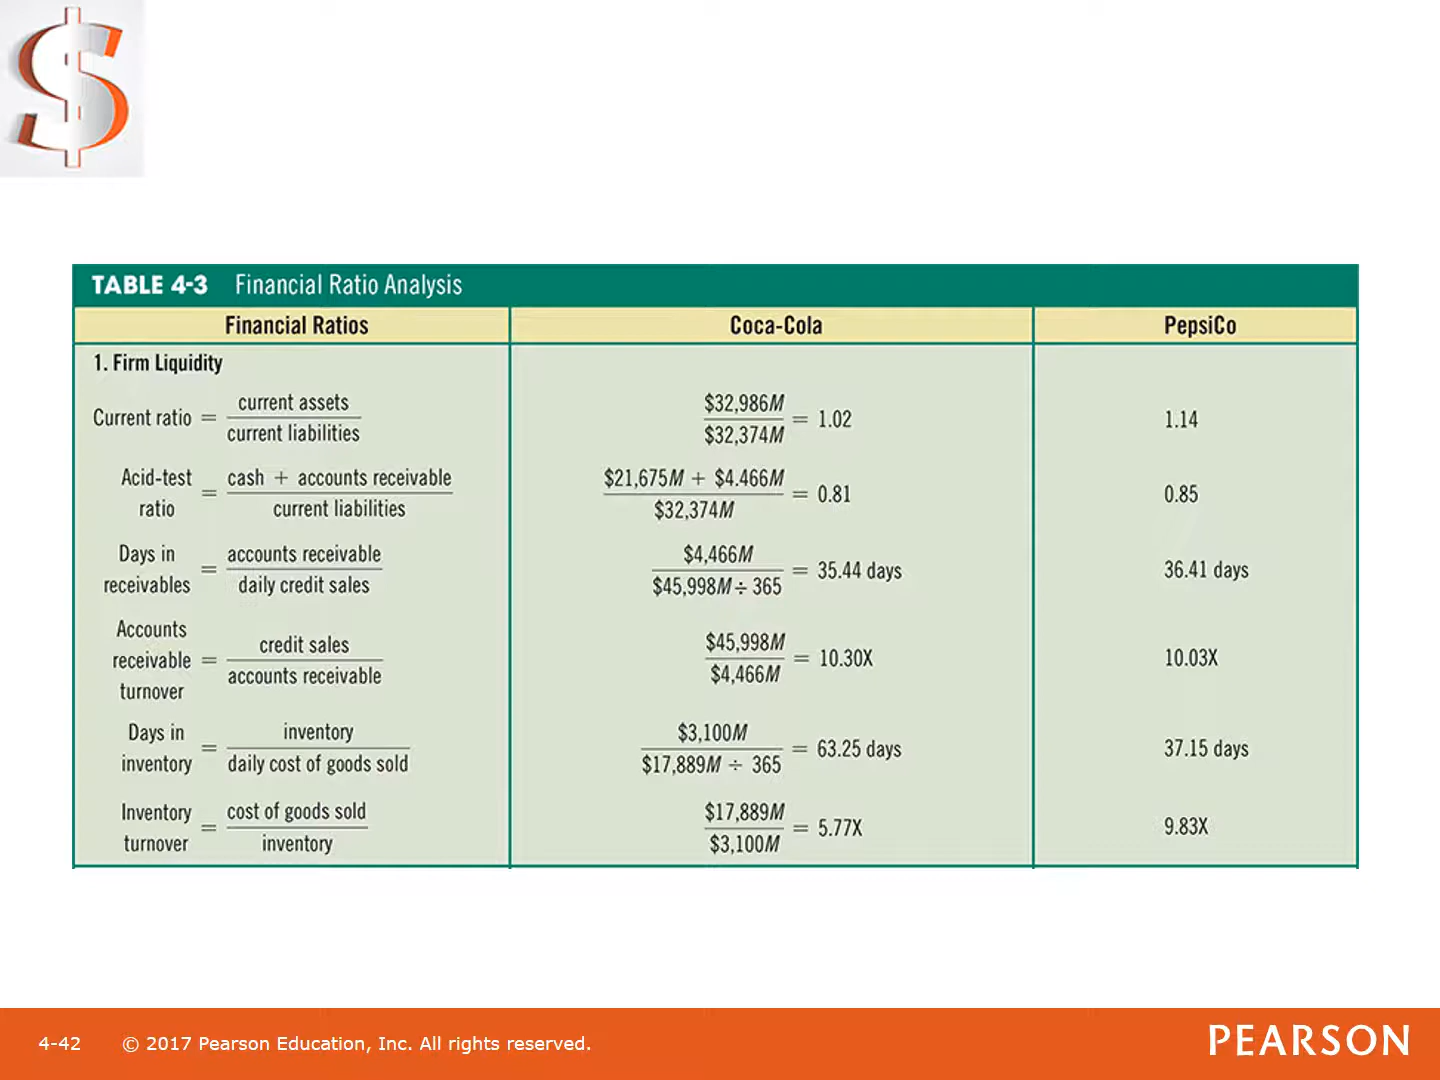 $
TABLE 4-3 Financial Ratio Analysis
Financial Ratios Coca-Cola PepsiCo
1. Firm Liquidity
Current ratio = current assets / current liabilities $32,986M / $32,374M = 1.02 1.14
Acid-test ratio = cash + accounts receivable / current liabilities $21,675M + $4.466M / $32,374M = 0.81 0.85
Days in receivables = accounts receivable / daily credit sales $4,466M / $45,998M ÷ 365 = 35.44 days 36.41 days
Accounts receivable turnover = credit sales / accounts receivable $45,998M / $4,466M = 10.30X 10.03X
Days in inventory = inventory / daily cost of goods sold $3,100M / $17,889M ÷ 365 = 63.25 days 37.15 days
Inventory turnover = cost of goods sold / inventory $17,889M / $3,100M = 5.77X 9.83X
4-42 © 2017 Pearson Education, Inc. All rights reserved. PEARSON